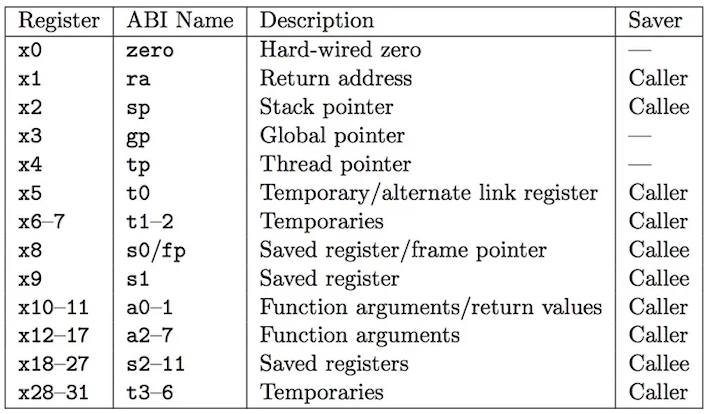 Register ABI Name Description Saver
x0 zero Hard-wired zero —
x1 ra Return address Caller
x2 sp Stack pointer Callee
x3 gp Global pointer —
x4 tp Thread pointer —
x5 t0 Temporary/alternate link register Caller
x6–7 t1–2 Temporaries Caller
x8 s0/fp Saved register/frame pointer Callee
x9 s1 Saved register Callee
x10–11 a0–1 Function arguments/return values Caller
x12–17 a2–7 Function arguments Caller
x18–27 s2–11 Saved registers Callee
x28–31 t3–6 Temporaries Caller